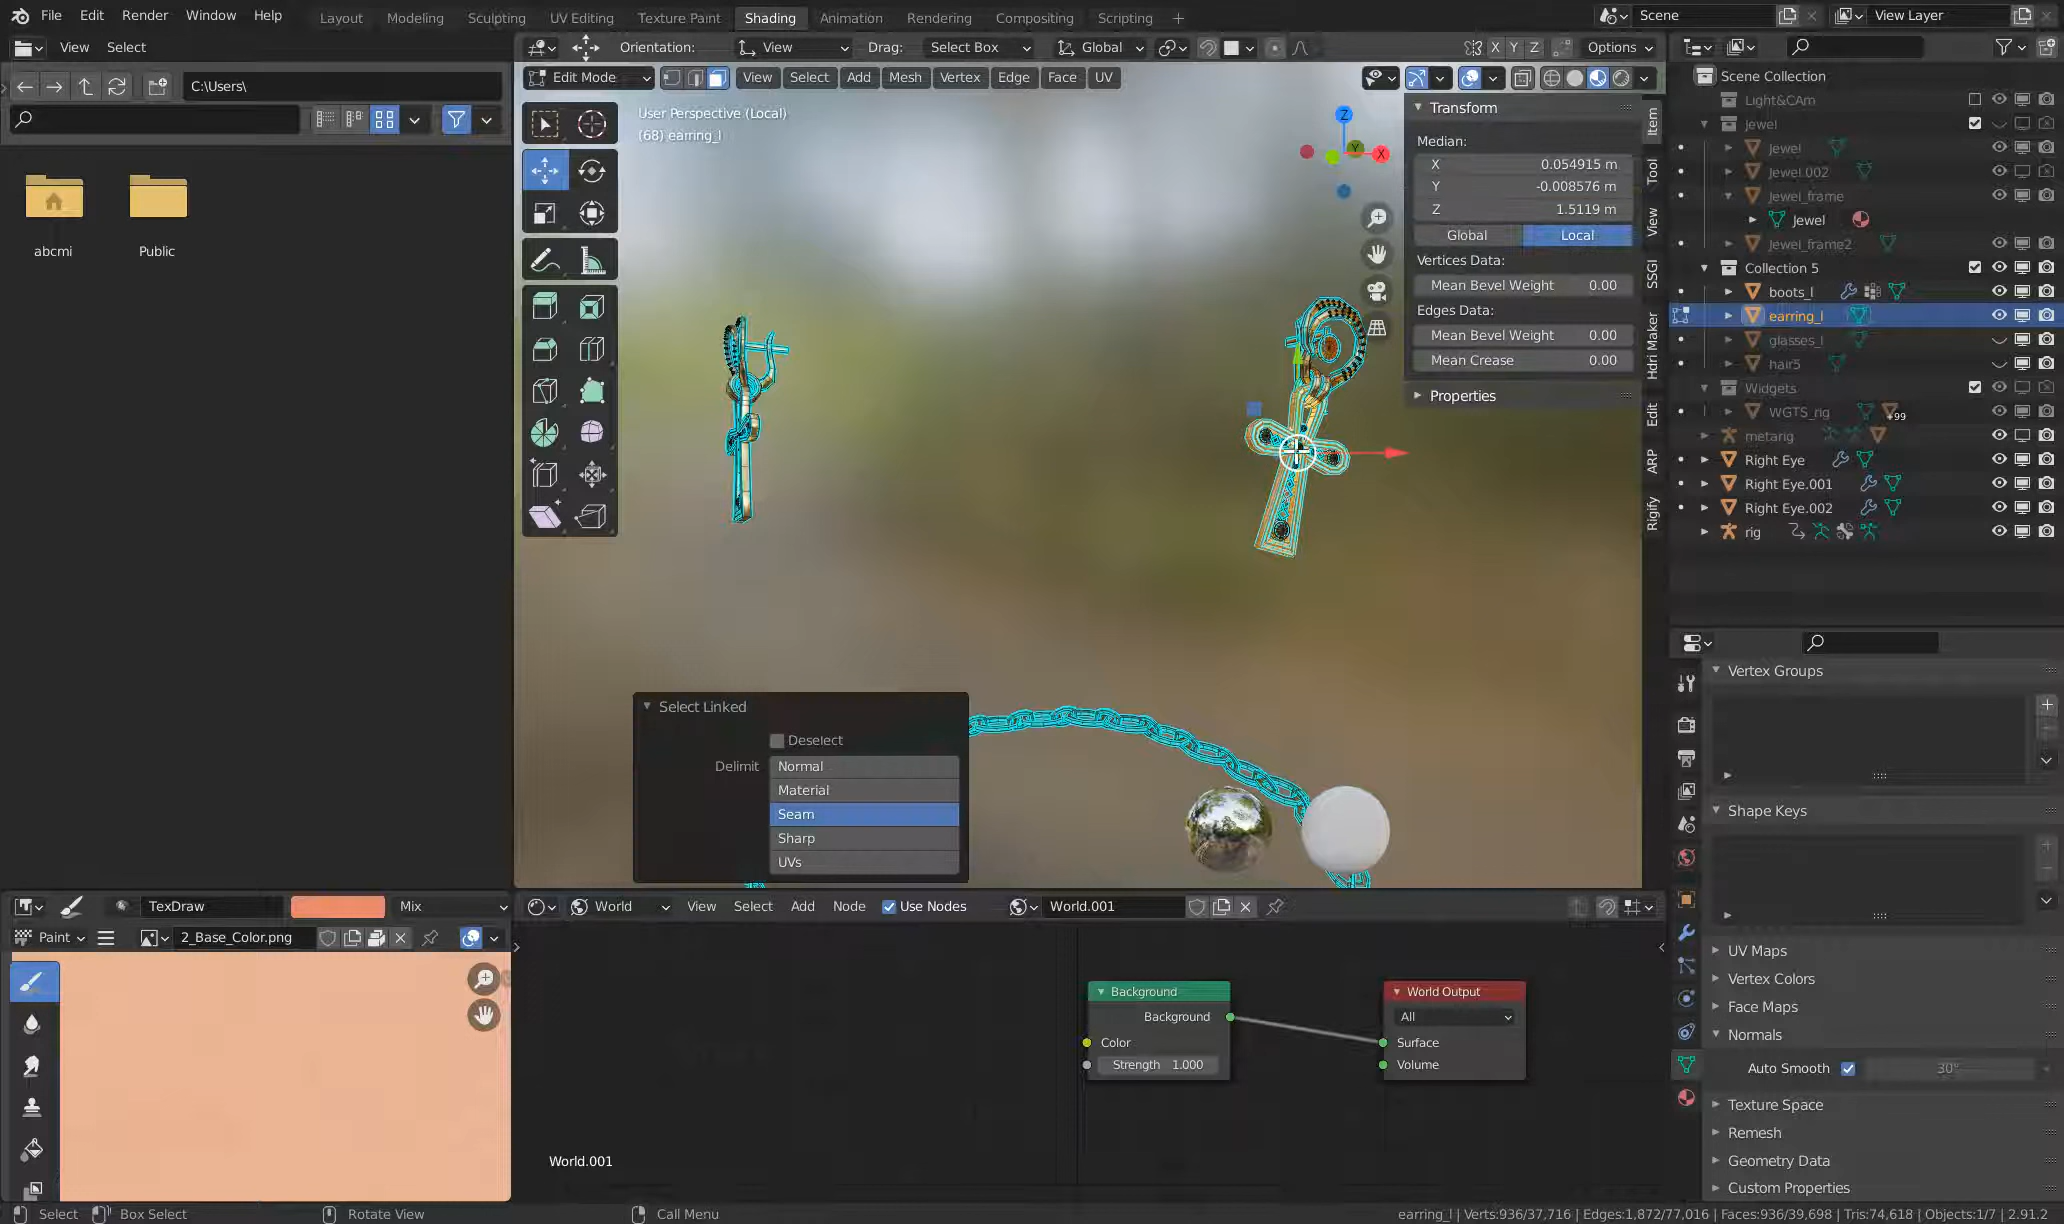 File Edit Render Window Help
Layout Modeling Sculpting UV Editing Texture Paint Shading Animation Rendering Compositing Scripting +
Scene
View Layer
View Select
Orientation: View Drag: Select Box Global
X Y Z Options
C:\Users\
Edit Mode View Select Add Mesh Vertex Edge Face UV
abcmi
Public
User Perspective (Local)
(68) earring_l
Z
Y
X
Transform
Median:
X 0.054915 m
Y -0.008576 m
Z 1.5119 m
Global Local
Vertices Data:
Mean Bevel Weight 0.00
Edges Data:
Mean Bevel Weight 0.00
Mean Crease 0.00
Properties
Item
Tool
View
SSGI
Hdri Maker
Edit
ARP
Rigify
Scene Collection
Light&CAm
Jewel
Jewel
Jewel.002
Jewel_frame
Jewel
Jewel_frame2
Collection 5
boots_l
earring_l
glasses_l
hair5
Widgets
WGTS_rig +99
metarig
Right Eye
Right Eye.001
Right Eye.002
rig
Select Linked
Deselect
Delimit Normal
Material
Seam
Sharp
UVs
Vertex Groups
Shape Keys
UV Maps
Vertex Colors
Face Maps
Normals
Auto Smooth 30°
Texture Space
Remesh
Geometry Data
Custom Properties
TexDraw Mix
Paint 2_Base_Color.png
World View Select Add Node Use Nodes World.001
Background
Background
Color
Strength 1.000
World Output
All
Surface
Volume
World.001
Select Box Select Rotate View Call Menu
earring_l | Verts:936/37,716 | Edges:1,872/77,016 | Faces:936/39,698 | Tris:74,618 | Objects:1/7 | 2.91.2